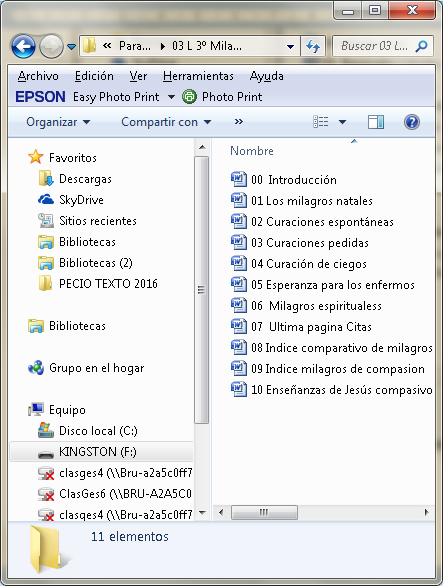 Para... ▸ 03 L 3º Mila...
Buscar 03 L...
Archivo Edición Ver Herramientas Ayuda
EPSON Easy Photo Print Photo Print
Organizar Compartir con »
Favoritos
Descargas
SkyDrive
Sitios recientes
Bibliotecas
Bibliotecas (2)
PECIO TEXTO 2016
Bibliotecas
Grupo en el hogar
Equipo
Disco local (C:)
KINGSTON (F:)
clasges4 (\\Bru-a2a5c0ff7
ClasGes6 (\\BRU-A2A5C0
clasges4 (\\Bru-a2a5c0ff7
Nombre
00 Introducción
01 Los milagros natales
02 Curaciones espontáneas
03 Curaciones pedidas
04 Curación de ciegos
05 Esperanza para los enfermos
06 Milagros espiritualess
07 Ultima pagina Citas
08 Indice comparativo de milagros
09 Indice milagros de compasion
10 Enseñanzas de Jesús compasivo
11 elementos